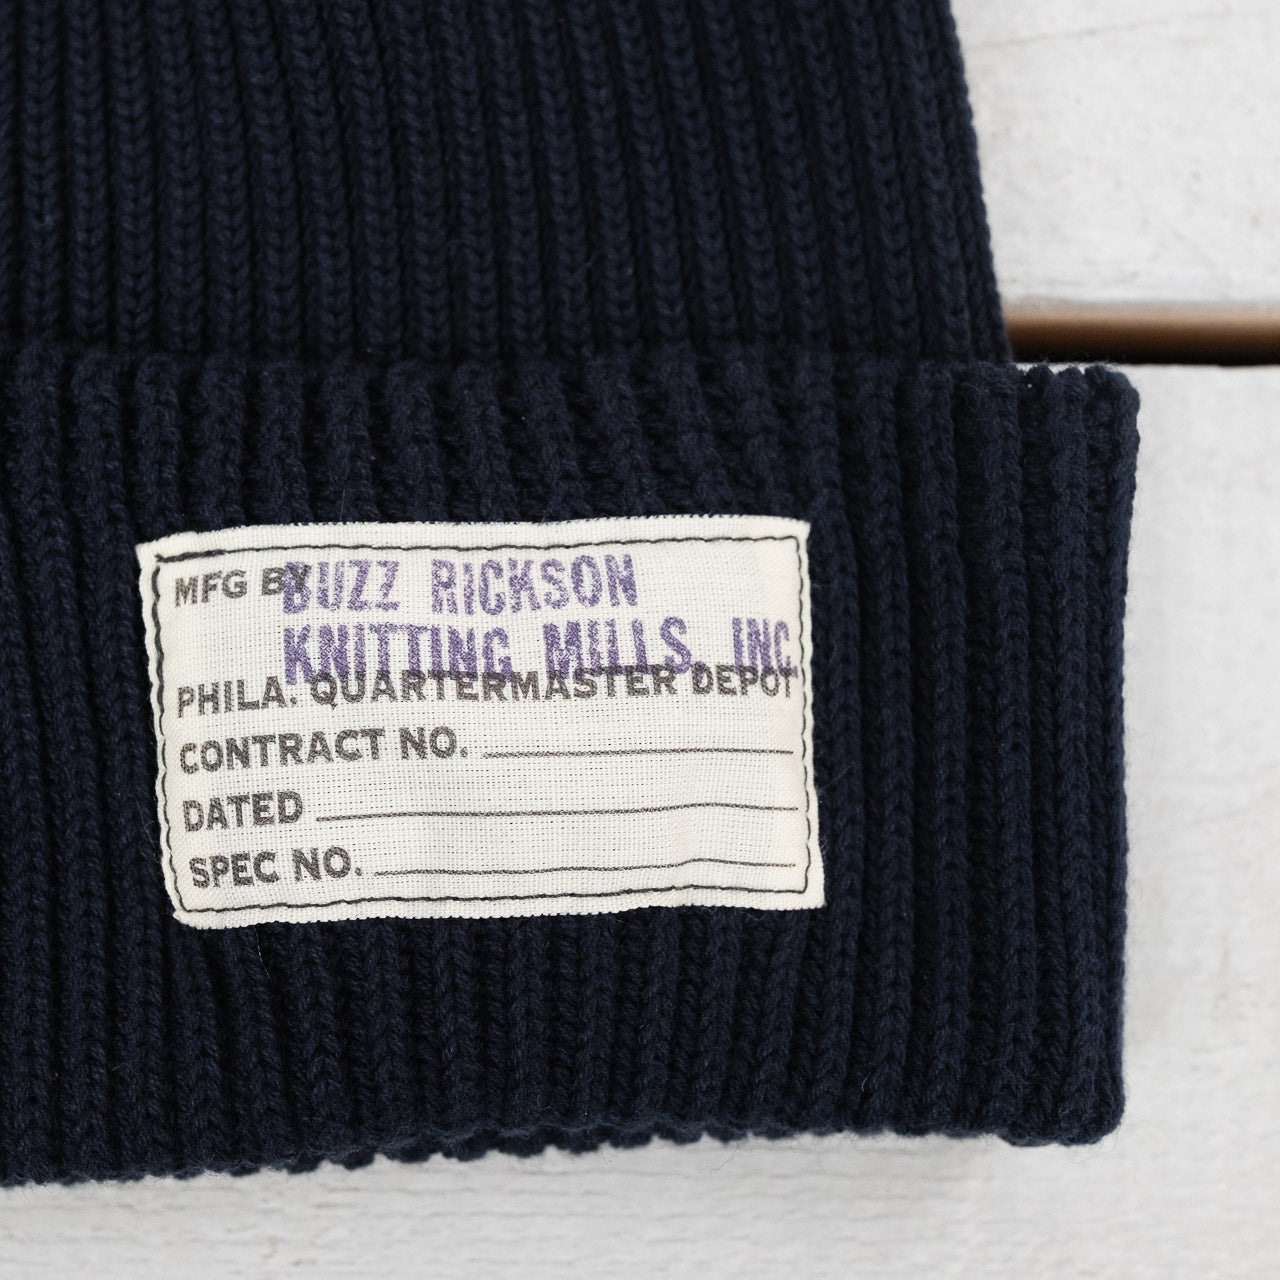 MFG BY BUZZ RICKSON
KNITTING MILLS, INC
PHILA. QUARTERMASTER DEPOT
CONTRACT NO.
DATED
SPEC NO.